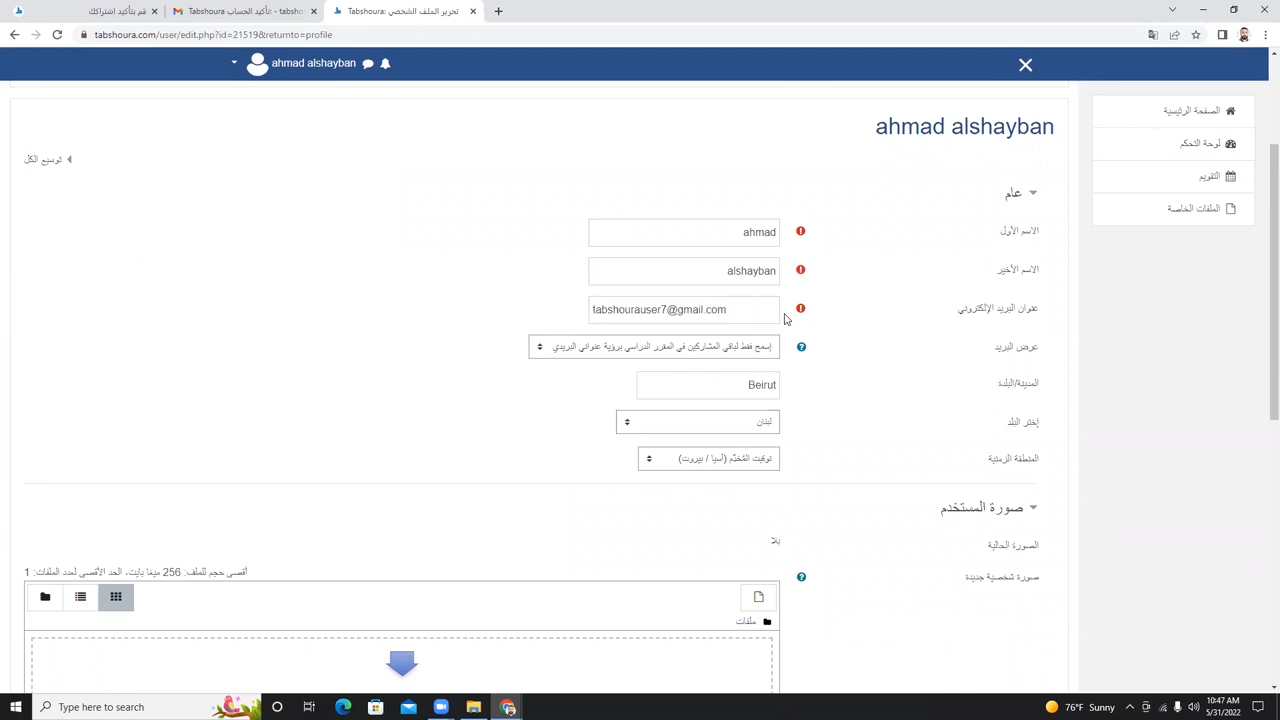 قم بتأكيد اشتراكك
Tabshoura :تأكيد الحساب - tabsho
تحرير الملف الشخصي :Tabshoura
tabshoura.com/user/edit.php?id=21519&returnto=profile
ahmad alshayban
الصفحة الرئيسية
لوحة التحكم
التقويم
الملفات الخاصة
ahmad alshayban
توسيع الكل
عام
الاسم الأول
ahmad
الاسم الأخير
alshayban
عنوان البريد الإلكتروني
tabshourauser7@gmail.com
عرض البريد
إسمح فقط لباقي المشاركين في المقرر الدراسي برؤية عنواني البريدي
المدينة/البلدة
Beirut
إختر البلد
لبنان
المنطقة الزمنية
توقيت المُخدّم (آسيا / بيروت)
صورة المستخدم
الصورة الحالية
بلا
صورة شخصية جديدة
أقصى حجم للملف: 256 ميغا بايت، الحد الأقصى لعدد الملفات: 1
ملفات
Type here to search
76°F Sunny
10:47 AM
5/31/2022